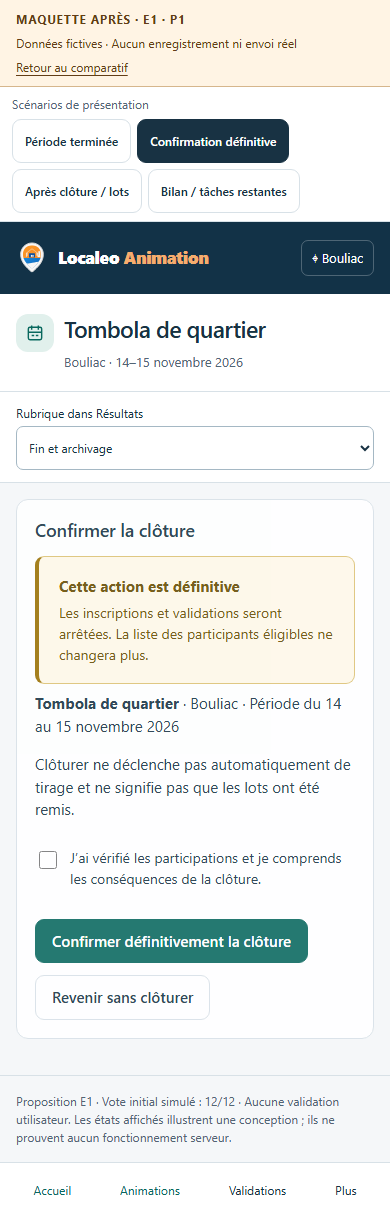 MAQUETTE APRÈS · E1 · P1
Données fictives · Aucun enregistrement ni envoi réel
Retour au comparatif
Scénarios de présentation
Période terminée
Confirmation définitive
Après clôture / lots
Bilan / tâches restantes
Localeo Animation
⌖ Bouliac
Tombola de quartier
Bouliac · 14–15 novembre 2026
Rubrique dans Résultats
Fin et archivage
Confirmer la clôture
Cette action est définitive
Les inscriptions et validations seront
arrêtées. La liste des participants éligibles ne
changera plus.
Tombola de quartier · Bouliac · Période du 14
au 15 novembre 2026
Clôturer ne déclenche pas automatiquement de
tirage et ne signifie pas que les lots ont été
remis.
J’ai vérifié les participations et je comprends
les conséquences de la clôture.
Confirmer définitivement la clôture
Revenir sans clôturer
Proposition E1 · Vote initial simulé : 12/12 · Aucune validation
utilisateur. Les états affichés illustrent une conception ; ils ne
prouvent aucun fonctionnement serveur.
Accueil
Animations
Validations
Plus